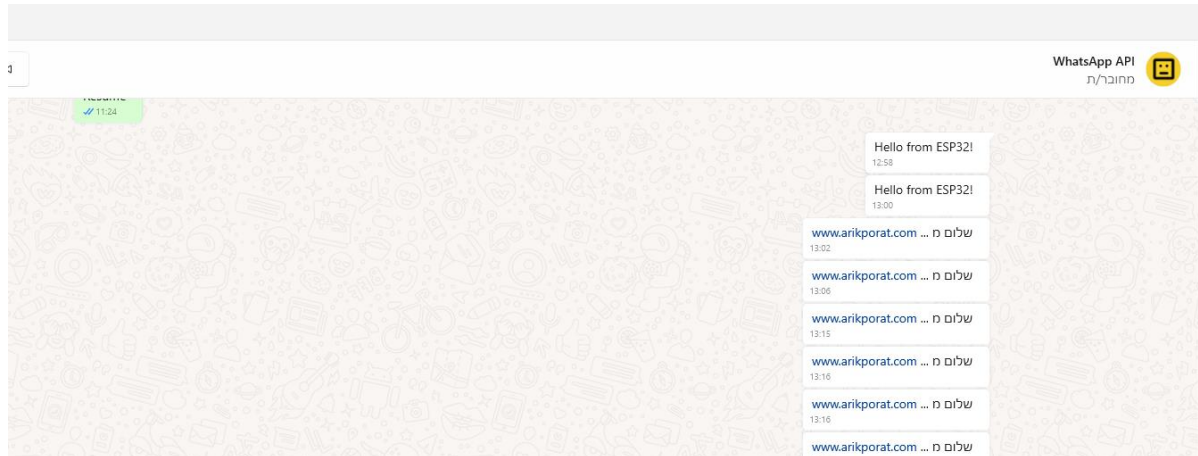 WhatsApp API
מחובר/ת
Resume
11:24
Hello from ESP32!
12:58
Hello from ESP32!
13:00
שלום מ ... www.arikporat.com
13:02
שלום מ ... www.arikporat.com
13:06
שלום מ ... www.arikporat.com
13:15
שלום מ ... www.arikporat.com
13:16
שלום מ ... www.arikporat.com
13:16
שלום מ ... www.arikporat.com